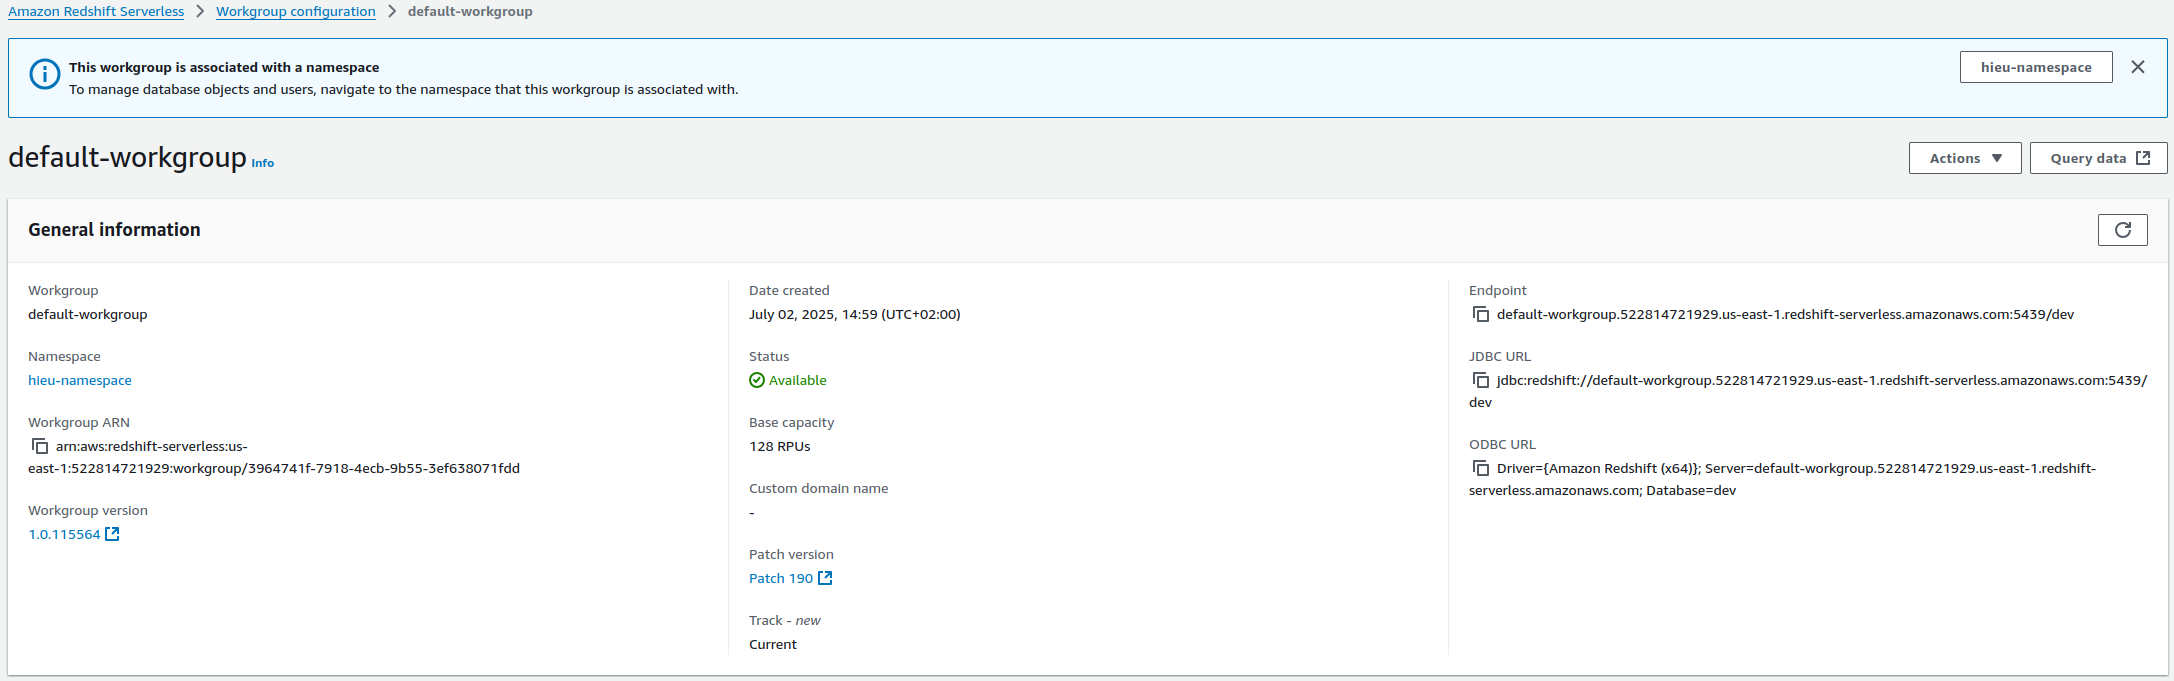 Amazon Redshift Serverless > Workgroup configuration > default-workgroup
This workgroup is associated with a namespace
To manage database objects and users, navigate to the namespace that this workgroup is associated with.
hieu-namespace
default-workgroup Info
Actions
Query data
General information
Workgroup
default-workgroup
Namespace
hieu-namespace
Workgroup ARN
arn:aws:redshift-serverless:us-
east-1:522814721929:workgroup/3964741f-7918-4ecb-9b55-3ef638071fdd
Workgroup version
1.0.115564
Date created
July 02, 2025, 14:59 (UTC+02:00)
Status
Available
Base capacity
128 RPUs
Custom domain name
-
Patch version
Patch 190
Track - new
Current
Endpoint
default-workgroup.522814721929.us-east-1.redshift-serverless.amazonaws.com:5439/dev
JDBC URL
jdbc:redshift://default-workgroup.522814721929.us-east-1.redshift-serverless.amazonaws.com:5439/
dev
ODBC URL
Driver={Amazon Redshift (x64)}; Server=default-workgroup.522814721929.us-east-1.redshift-
serverless.amazonaws.com; Database=dev